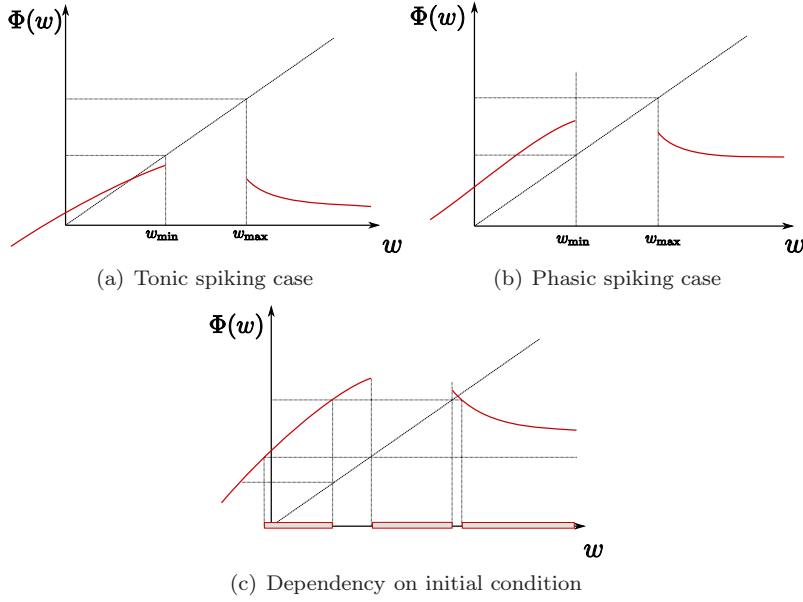 Φ(w) Φ(w)
w_min w_max w w_min w_max w
(a) Tonic spiking case (b) Phasic spiking case
Φ(w)
w
(c) Dependency on initial condition